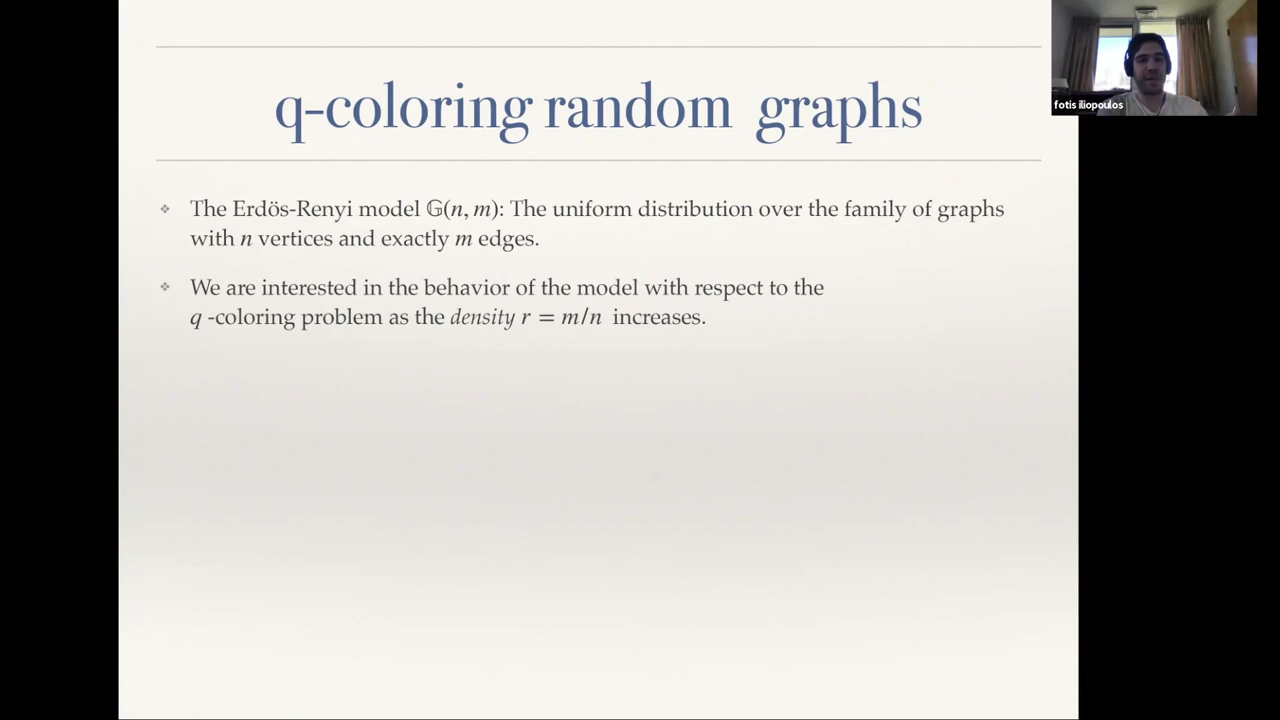 q-coloring random graphs
fotis iliopoulos
❖ The Erdös-Renyi model 𝔾(n, m): The uniform distribution over the family of graphs
with n vertices and exactly m edges.
❖ We are interested in the behavior of the model with respect to the
q -coloring problem as the density r = m/n increases.